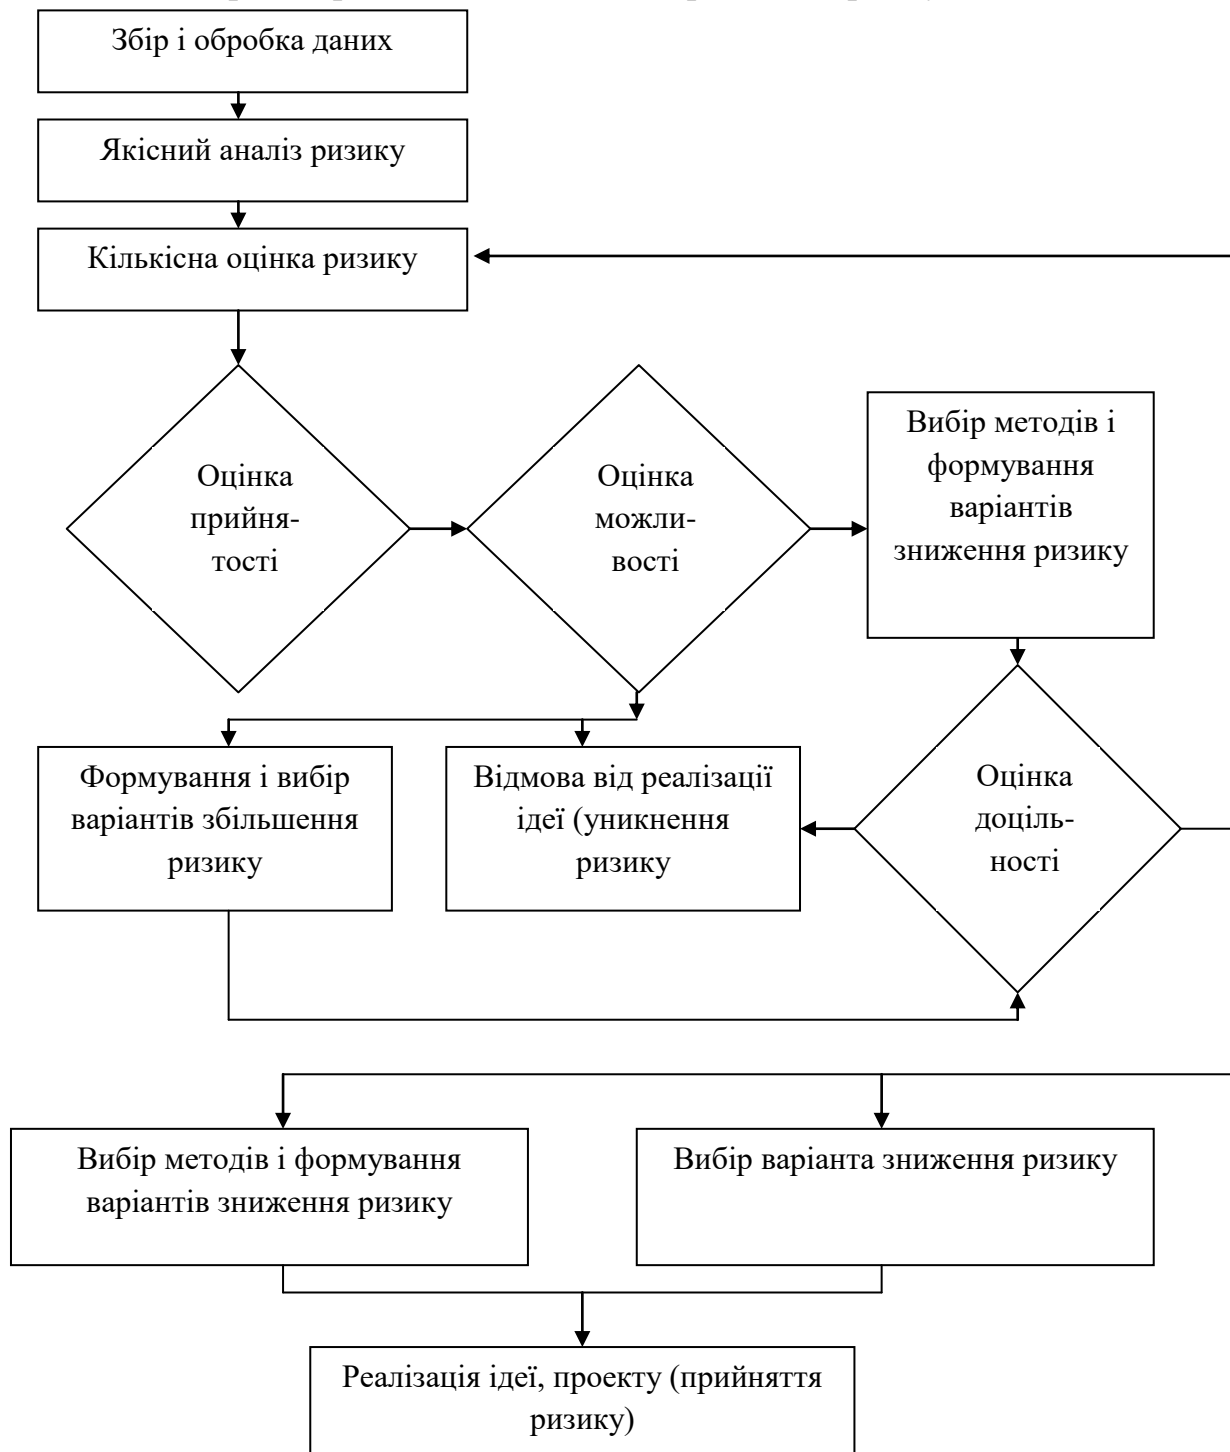 Збір і обробка даних
Якісний аналіз ризику
Кількісна оцінка ризику
Оцінка
прийня-
тості
Оцінка
можли-
вості
Вибір методів і
формування
варіантів
зниження ризику
Формування і вибір
варіантів збільшення
ризику
Відмова від реалізації
ідеї (уникнення
ризику
Оцінка
доціль-
ності
Вибір методів і формування
варіантів зниження ризику
Вибір варіанта зниження ризику
Реалізація ідеї, проекту (прийняття
ризику)